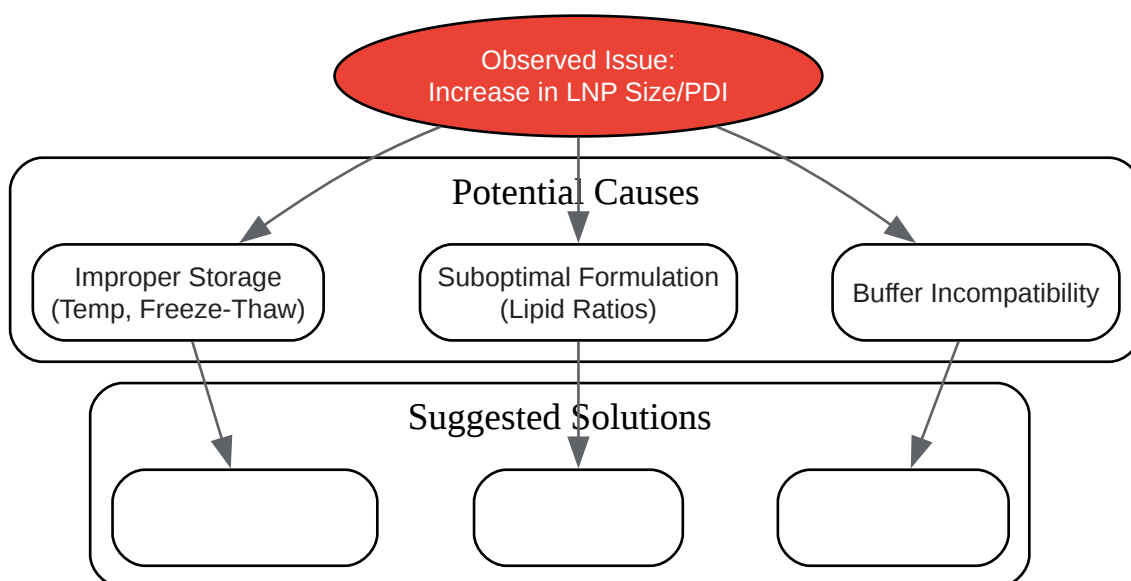 Observed Issue:
Increase in LNP Size/PDI
Potential Causes
Improper Storage
(Temp, Freeze-Thaw)
Suboptimal Formulation
(Lipid Ratios)
Buffer Incompatibility
Suggested Solutions